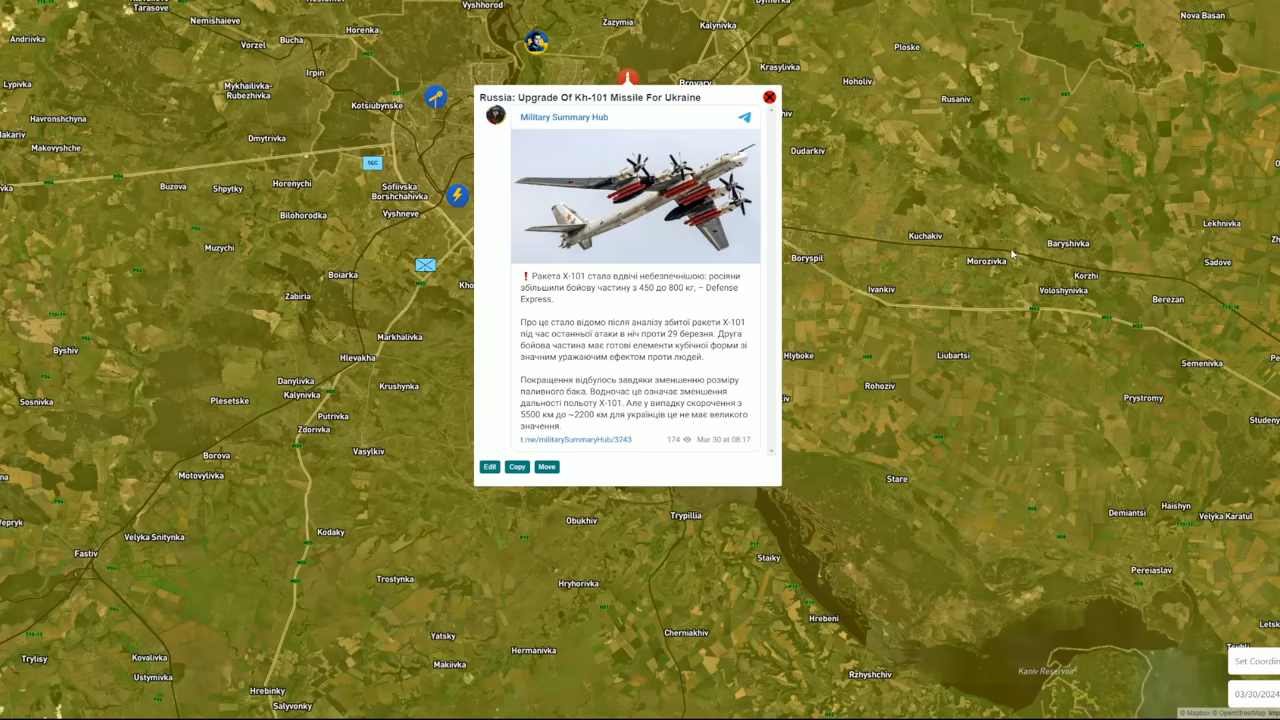 Tarasove
Vyshhorod
Nemishaieve
Zazymia
Kalynivka
Nova Basan
Andriivka
Vorzel
Bucha
Horenka
Ploske
Irpin
Krasylivka
Lypivka
Mykhailivka-
Rubezhivka
Kotsiubynske
Brovary
Hoholiv
Rusaniv
Havronshchyna
Makovyshche
Dmytrivka
Dudarkiv
Buzova
Shpytky
Horenychi
Sofiivska
Borshchahivka
Bilohorodka
Vyshneve
Muzychi
Boiarka
Zabiria
Kuchakiv
Baryshivka
Lekhnivka
Boryspil
Morozivka
Korzhi
Sadove
Ivankiv
Voloshynivka
Berezan
Russia: Upgrade Of Kh-101 Missile For Ukraine
Military Summary Hub
❗ Ракета Х-101 стала вдвічі небезпечнішою: росіяни
збільшили бойову частину з 450 до 800 кг, – Defense
Express.
Про це стало відомо після аналізу збитої ракети Х-101
під час останньої атаки в ніч проти 29 березня. Друга
бойова частина має готові елементи кубічної форми зі
значним уражаючим ефектом проти людей.
Покращення відбулось завдяки зменшенню розміру
паливного бака. Водночас це означає зменшення
дальності польоту Х-101. Але у випадку скорочення з
5500 км до ~2200 км для українців це не має великого
значення.
t.me/militarySummaryHub/3243 174 Mar 30 at 08:17
Edit Copy Move
Markhalivka
Byshiv
Hlevakha
Hlyboke
Liubartsi
Semenivka
Danylivka
Kalynivka
Krushynka
Rohoziv
Sosnivka
Plesetske
Putrivka
Prystromy
Zdorivka
Borova
Vasylkiv
Motovylivka
Stare
Obukhiv
Trypillia
Demiantsi
Haishyn
Velyka Karatul
Kodaky
Velyka Snitynka
Fastiv
Staiky
Pereiaslav
Trostynka
Hryhorivka
Hrebeni
Cherniakhiv
Yatsky
Hermanivka
Trylisy
Kovalivka
Makiivka
Ustymivka
Rzhyshchiv
Kaniv Reservoir
Hrebinky
Salyvonky
Set Coordin
03/30/2024
© Mapbox © OpenStreetMap